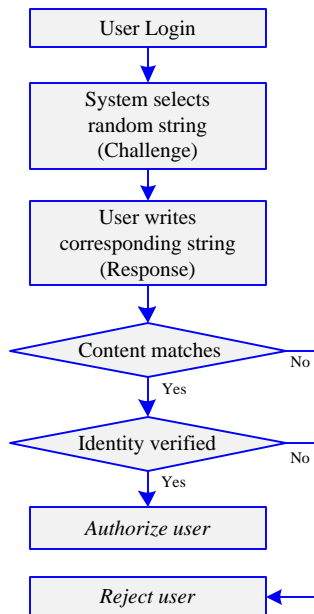 User Login
System selects
random string
(Challenge)
User writes
corresponding string
(Response)
Content matches
No
Yes
Identity verified
No
Yes
Authorize user
Reject user